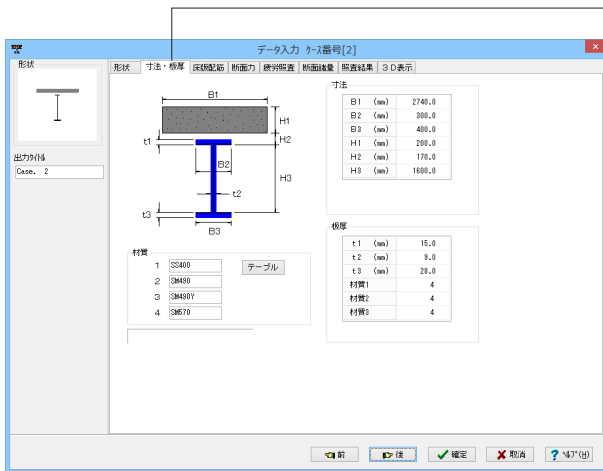 データ入力 ケース番号[2]
形状
形状 寸法・板厚 床版配筋 断面力 疲労照査 断面諸量 照査結果 3D表示
出力タイトル
Case. 2
B1
H1
t1
H2
B2
H3
t2
t3
B3
寸法
B1 (mm) 2740.0
B2 (mm) 300.0
B3 (mm) 400.0
H1 (mm) 200.0
H2 (mm) 170.0
H3 (mm) 1600.0
板厚
t1 (mm) 15.0
t2 (mm) 9.0
t3 (mm) 28.0
材質1 4
材質2 4
材質3 4
材質
1 SS400 テーブル
2 SM490
3 SM490Y
4 SM570
前 後 確定 取消 ヘルプ(H)